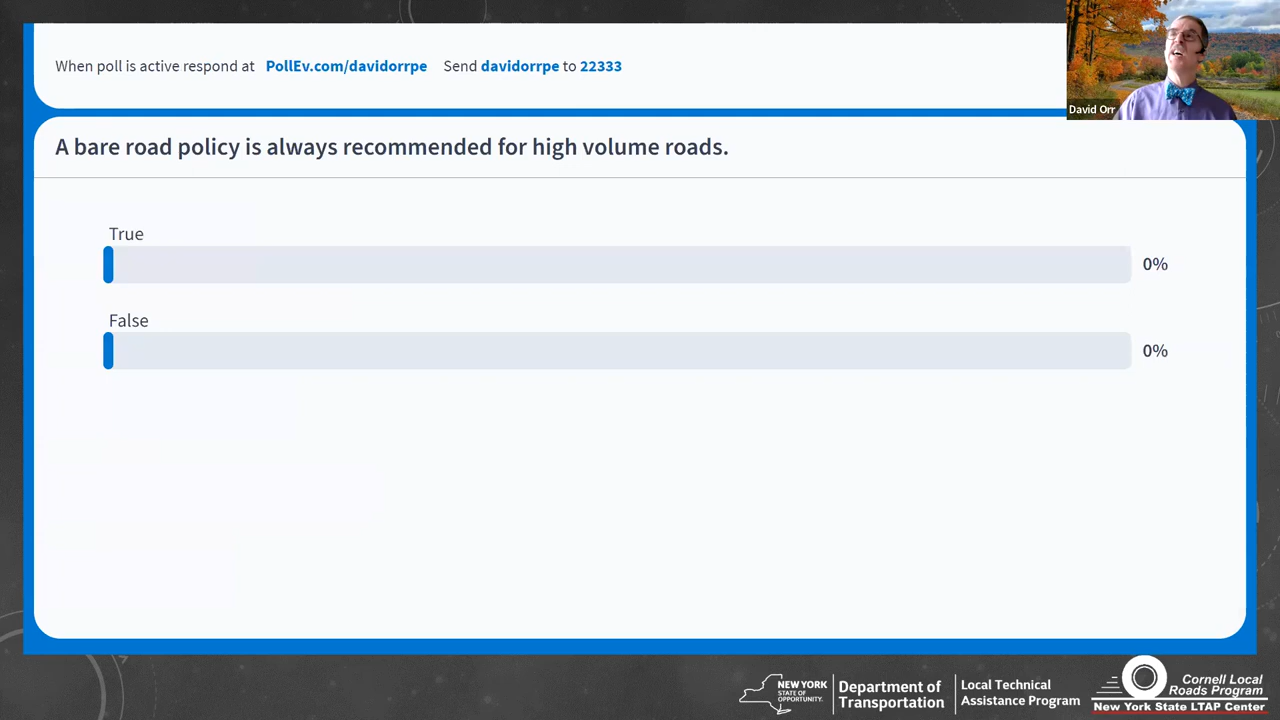 When poll is active respond at PollEv.com/davidorrpe Send davidorrpe to 22333
David Orr
A bare road policy is always recommended for high volume roads.
True
0%
False
0%
NEW YORK
STATE OF
OPPORTUNITY.
Department of
Transportation
Local Technical
Assistance Program
Cornell Local
Roads Program
New York State LTAP Center